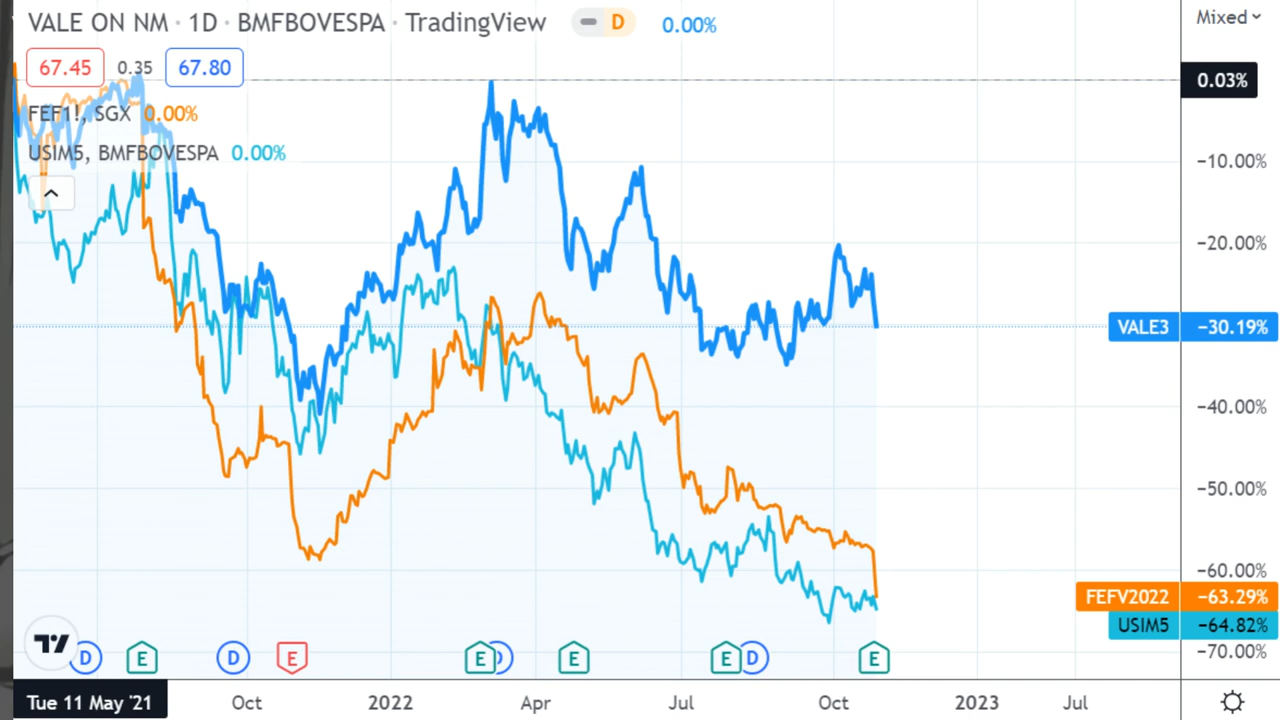 VALE ON NM · 1D · BMFBOVESPA · TradingView D 0.00%
Mixed
67.45 0.35 67.80
0.03%
FEF1!, SGX 0.00%
USIM5, BMFBOVESPA 0.00%
−10.00%
−20.00%
VALE3 −30.19%
−40.00%
−50.00%
−60.00%
FEFV2022 −63.29%
USIM5 −64.82%
−70.00%
D E D E E D E E D E
Tue 11 May '21 Oct 2022 Apr Jul Oct 2023 Jul